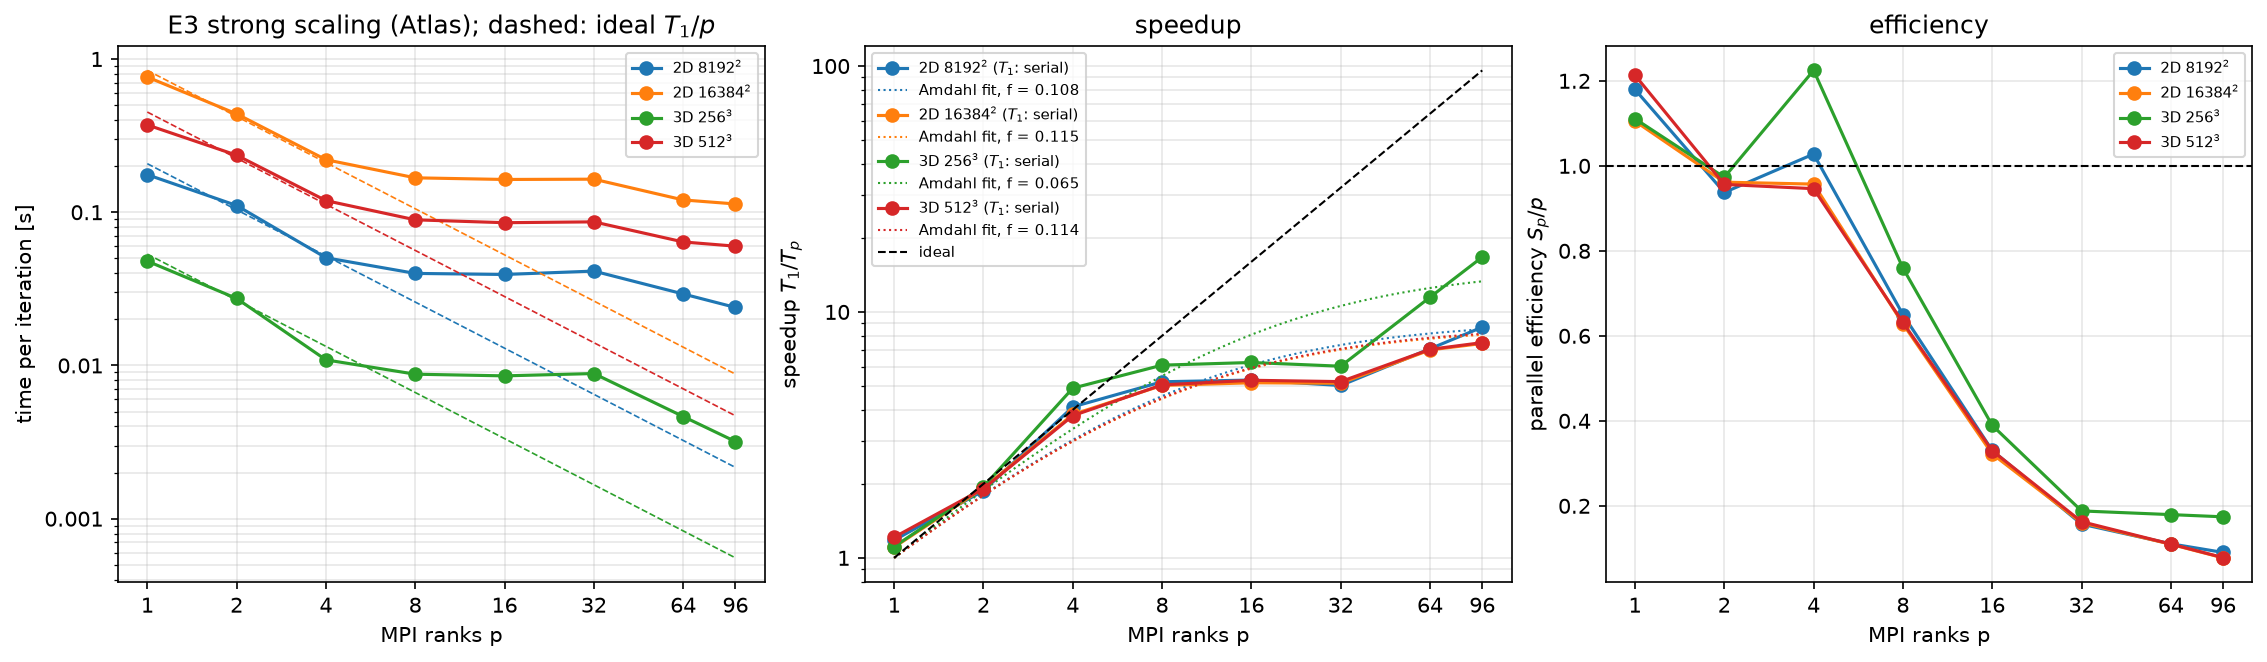 E3 strong scaling (Atlas); dashed: ideal T₁/p
1
0.1
0.01
0.001
time per iteration [s]
2D 8192²
2D 16384²
3D 256³
3D 512³
1 2 4 8 16 32 64 96
MPI ranks p
speedup
100
10
1
speedup T₁/Tₚ
2D 8192² (T₁: serial)
Amdahl fit, f = 0.108
2D 16384² (T₁: serial)
Amdahl fit, f = 0.115
3D 256³ (T₁: serial)
Amdahl fit, f = 0.065
3D 512³ (T₁: serial)
Amdahl fit, f = 0.114
ideal
1 2 4 8 16 32 64 96
MPI ranks p
efficiency
1.2
1.0
0.8
0.6
0.4
0.2
parallel efficiency Sₚ/p
2D 8192²
2D 16384²
3D 256³
3D 512³
1 2 4 8 16 32 64 96
MPI ranks p